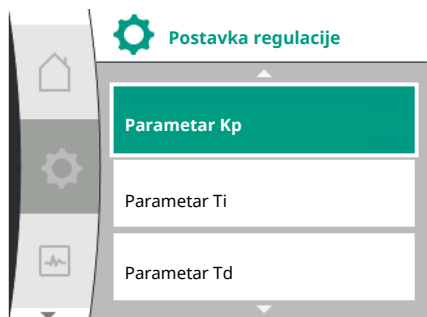 Postavka regulacije
Parametar Kp
Parametar Ti
Parametar Td